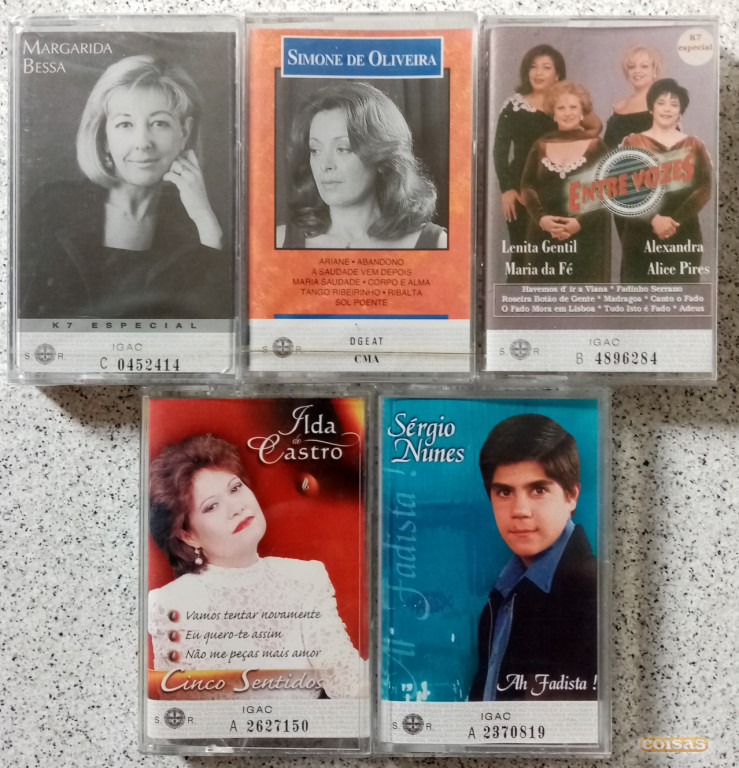 MARGARIDA
BESSA
K7 ESPECIAL
IGAC
S. R.
C 0452414
SIMONE DE OLIVEIRA
ARIANE • ABANDONO
A SAUDADE VEM DEPOIS
MARIA SAUDADE • CORPO E ALMA
TANGO RIBEIRINHO • RIBALTA
SOL POENTE
DGEAT
S. R.
CMA
K7
especial
ENTRE VOZES
Lenita Gentil Alexandra
Maria da Fé Alice Pires
Havemos d' ir a Viana * Fadinho Serrano
Roseira Botão de Gente * Madragoa * Canto o Fado
O Fado Mora em Lisboa * Tudo Isto é Fado * Adeus
IGAC
S. R.
B 4896284
Ilda
de
Castro
Vamos tentar novamente
Eu quero-te assim
Não me peças mais amor
Cinco Sentidos
IGAC
S. R.
A 2627150
Sérgio
Nunes
Ah Fadista !
Ah Fadista !
IGAC
S. R.
A 2370819
coisas